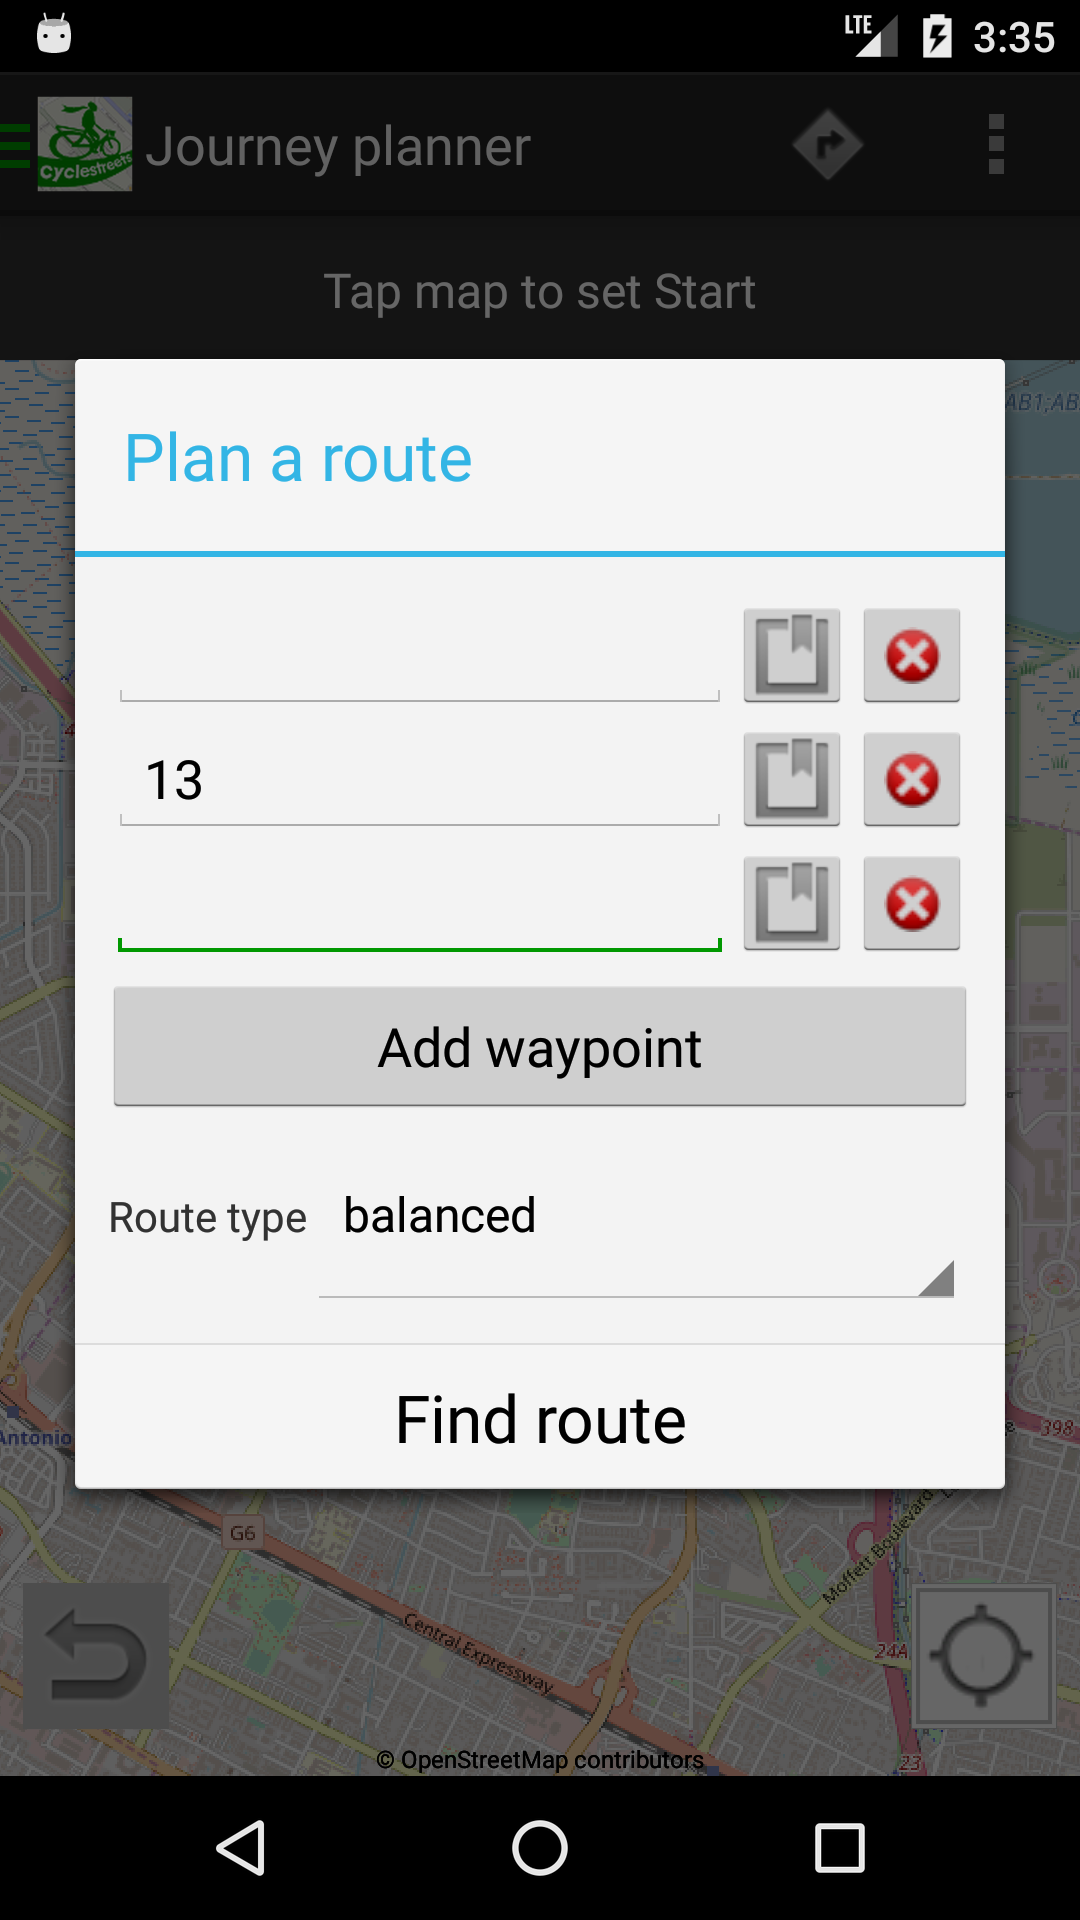 LTE 3:35
Cyclestreets
Journey planner
Tap map to set Start
AB1;AB
Plan a route
13
Add waypoint
Route type balanced
Find route
398
Antonio
G6
Moffett Boulevard
Central Expressway
24A
23
© OpenStreetMap contributors